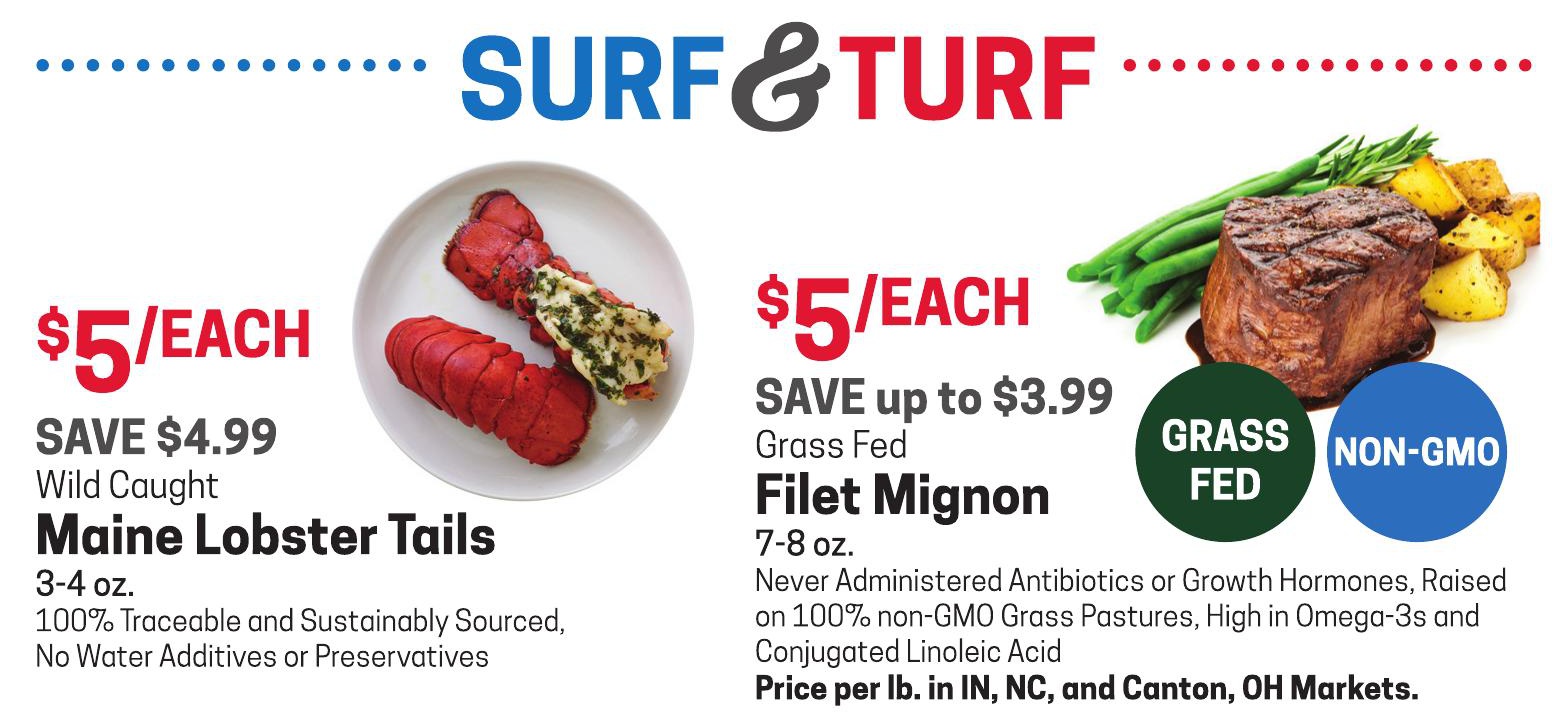 SURF & TURF
$5/EACH
SAVE $4.99
Wild Caught
Maine Lobster Tails
3-4 oz.
100% Traceable and Sustainably Sourced,
No Water Additives or Preservatives
$5/EACH
SAVE up to $3.99
Grass Fed
Filet Mignon
7-8 oz.
Never Administered Antibiotics or Growth Hormones, Raised
on 100% non-GMO Grass Pastures, High in Omega-3s and
Conjugated Linoleic Acid
Price per lb. in IN, NC, and Canton, OH Markets.
GRASS
FED
NON-GMO